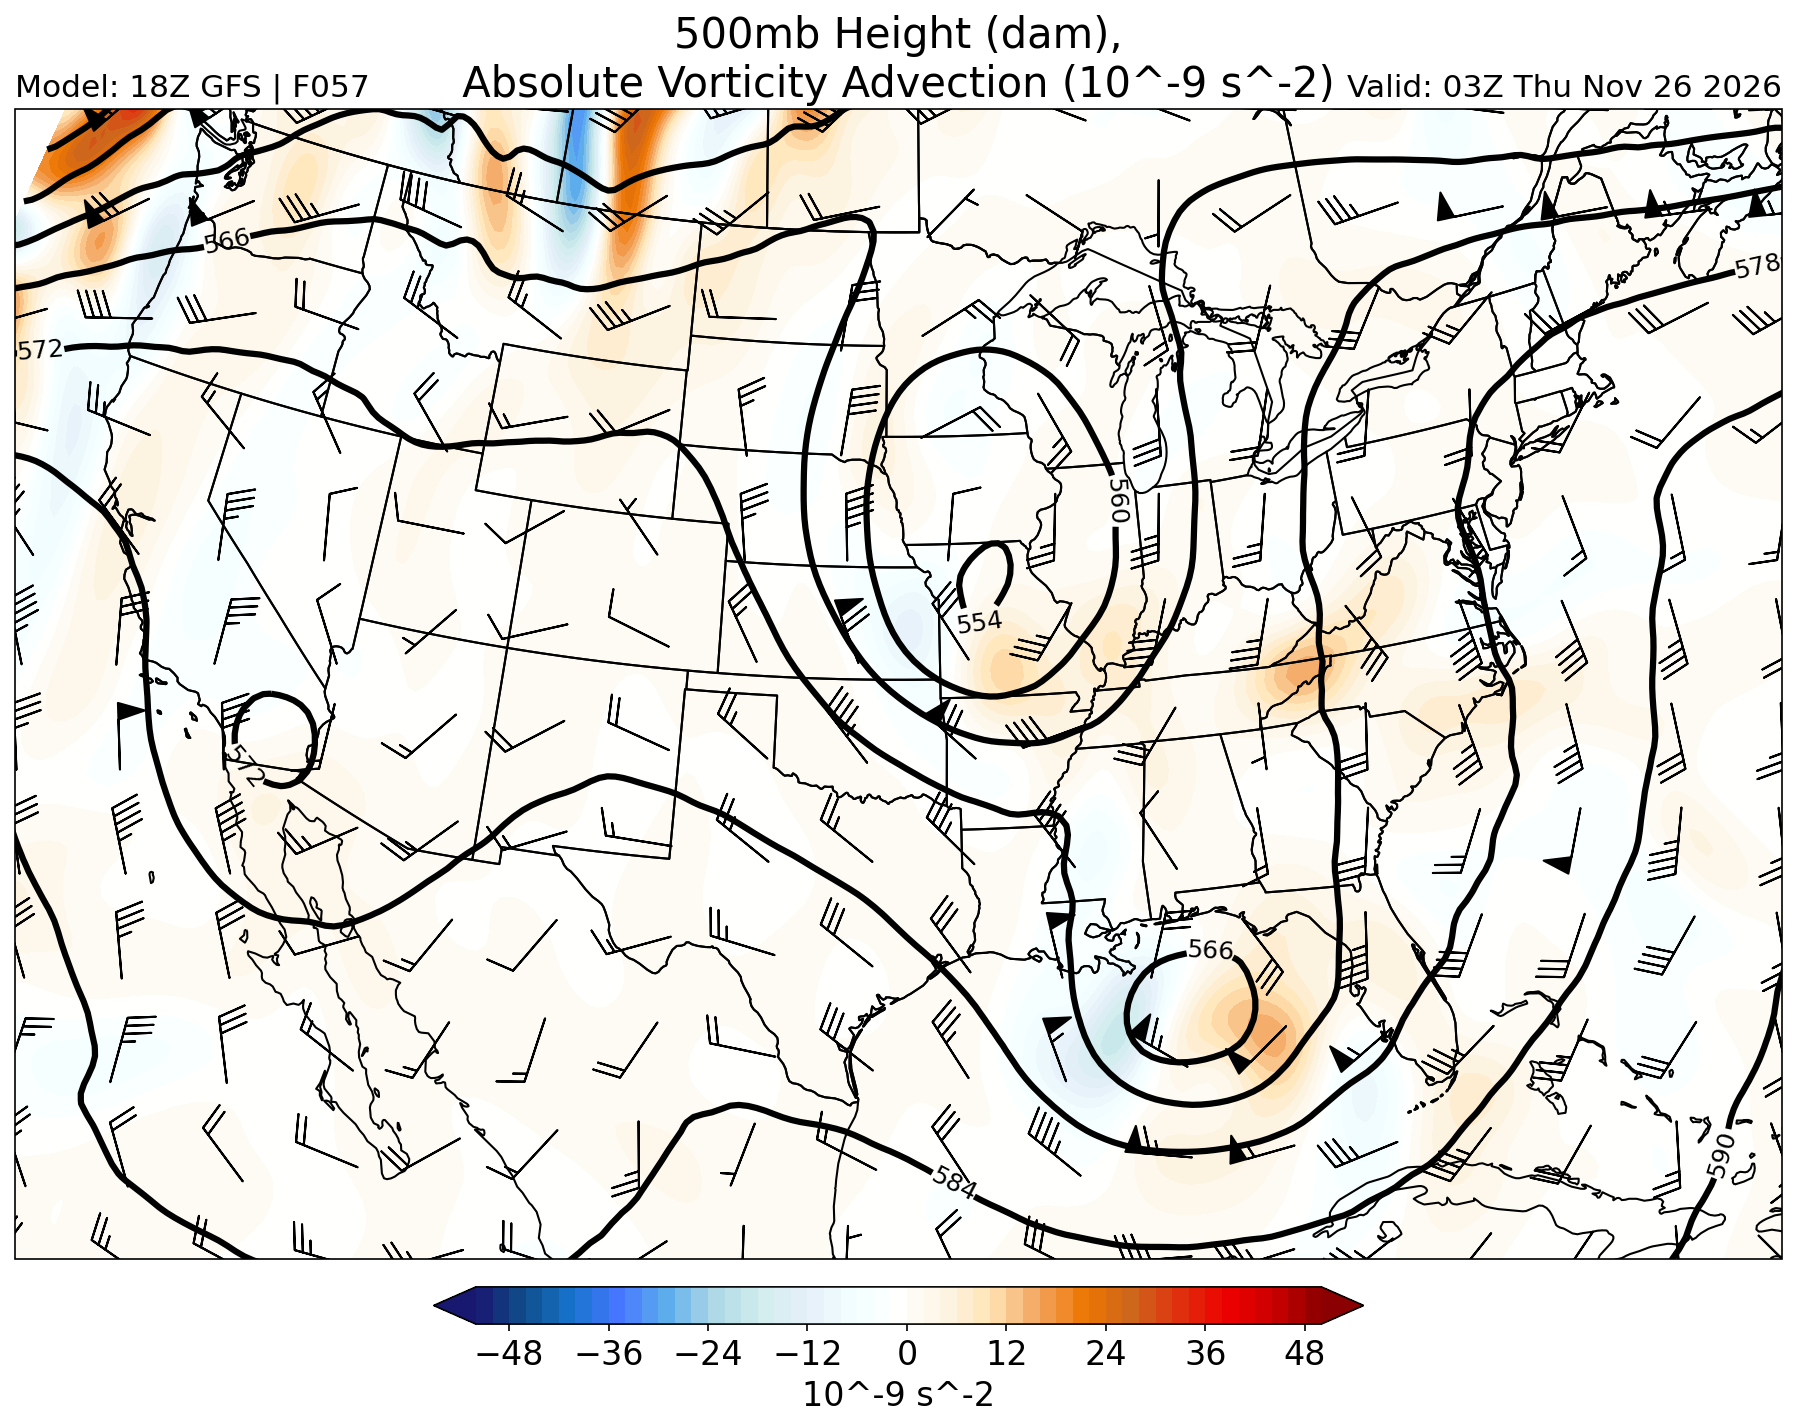 500mb Height (dam),
Model: 18Z GFS | F057
Absolute Vorticity Advection (10^-9 s^-2)
Valid: 03Z Thu Nov 26 2026
566
578
572
560
554
566
584
590
−48 −36 −24 −12 0 12 24 36 48
10^-9 s^-2